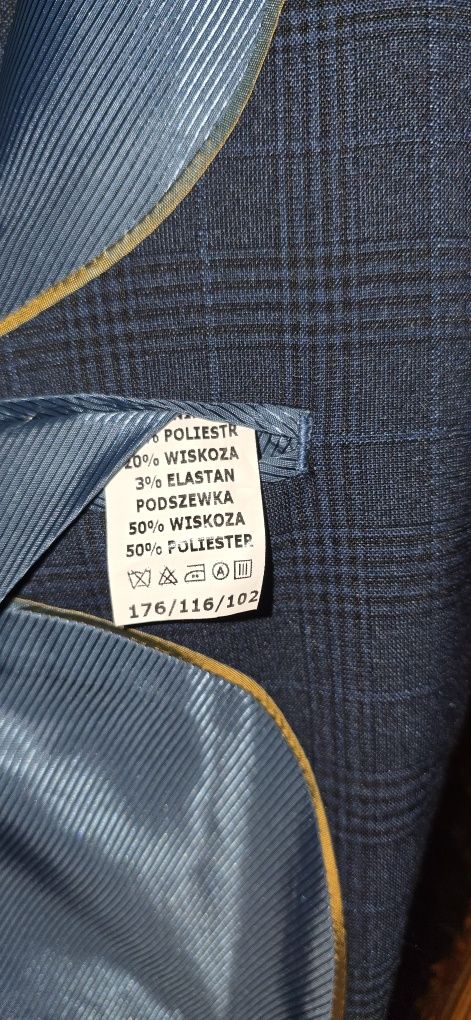 % POLIESTR
20% WISKOZA
3% ELASTAN
PODSZEWKA
50% WISKOZA
50% POLIESTER
A
176/116/102